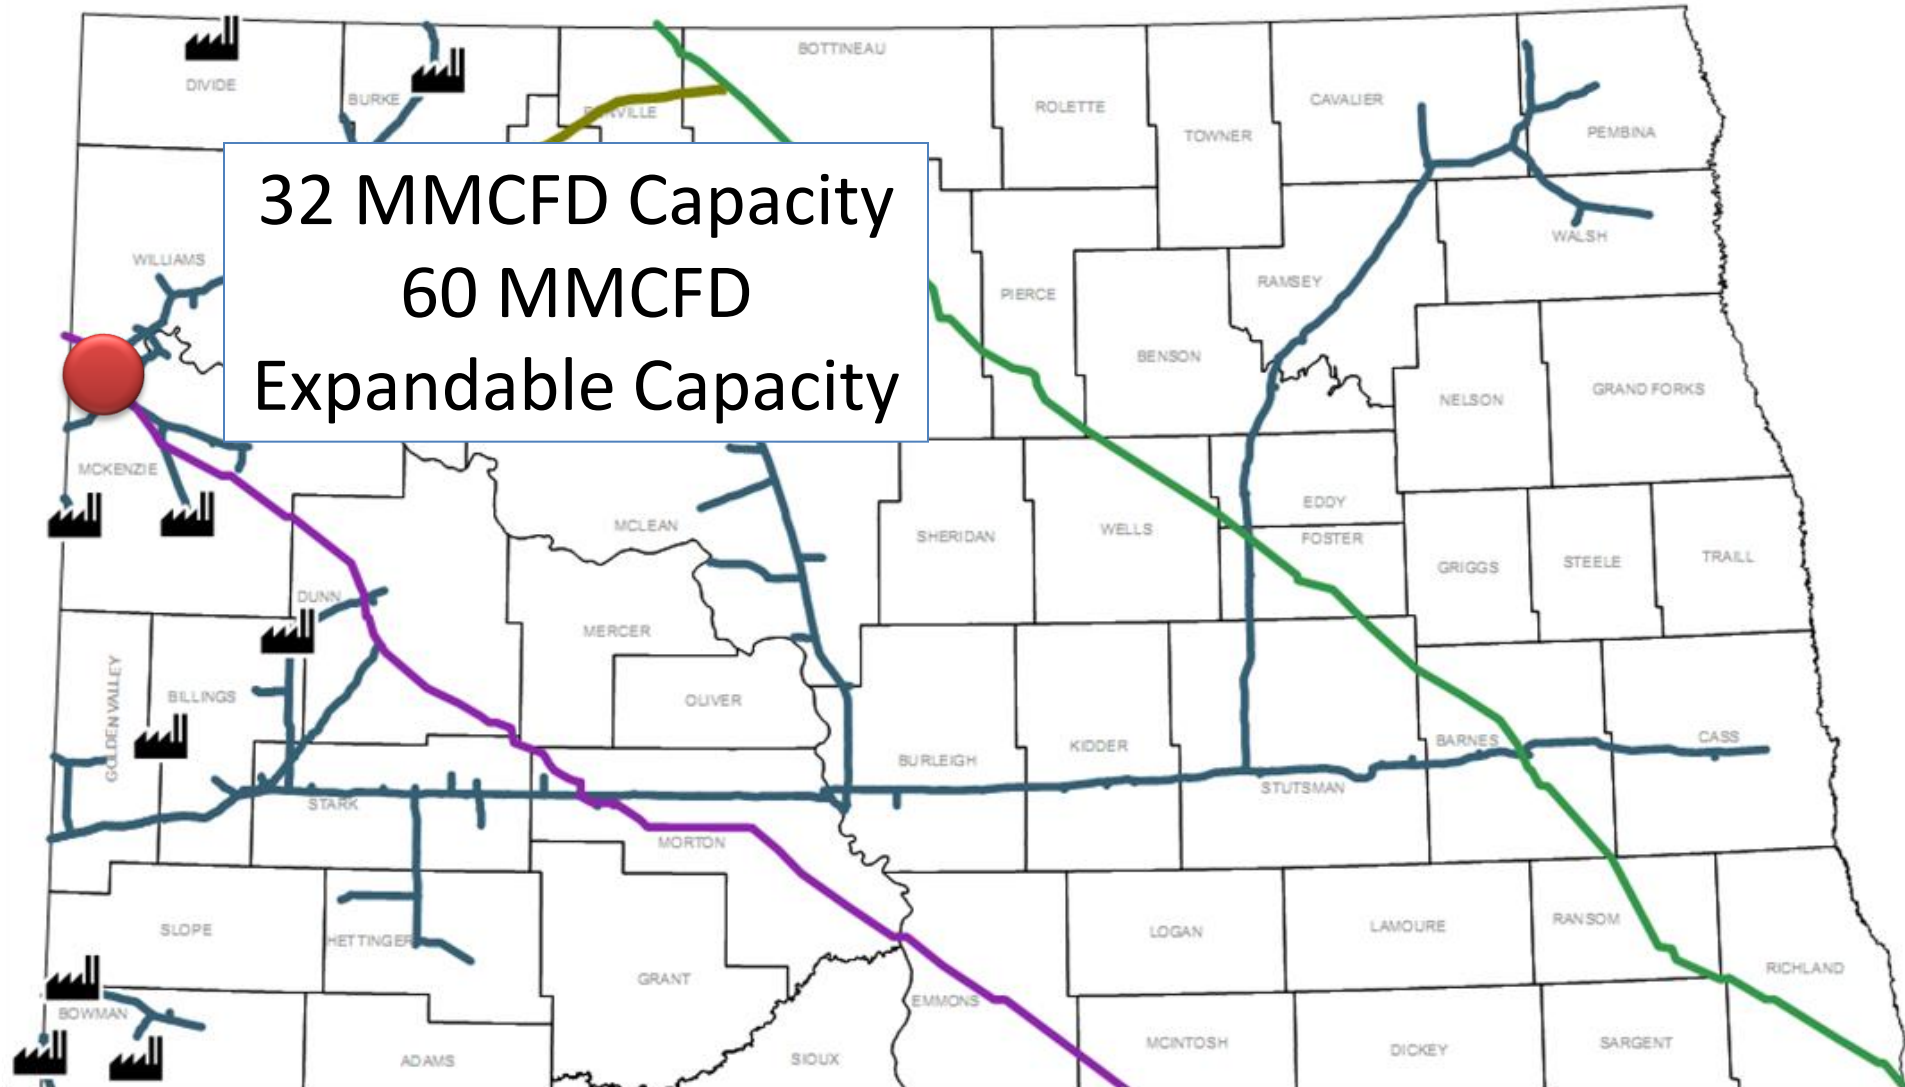 BOTTINEAU
DIVIDE
BURKE
CAVALIER
ROLETTE
PEMBINA
TOWNER
32 MMCFD Capacity
60 MMCFD
Expandable Capacity
WALSH
WILLIAMS
RAMSEY
PIERCE
BENSON
GRAND FORKS
NELSON
MCKENZIE
EDDY
MCLEAN
WELLS
SHERIDAN
FOSTER
TRAILL
STEELE
GRIGGS
DUNN
MERCER
GOLDEN VALLEY
BILLINGS
OLIVER
CASS
BARNES
KIDDER
BURLEIGH
STUTSMAN
STARK
MORTON
RANSOM
LAMOURE
SLOPE
LOGAN
HETTINGER
RICHLAND
GRANT
EMMONS
BOWMAN
MCINTOSH
SARGENT
DICKEY
SIOUX
ADAMS